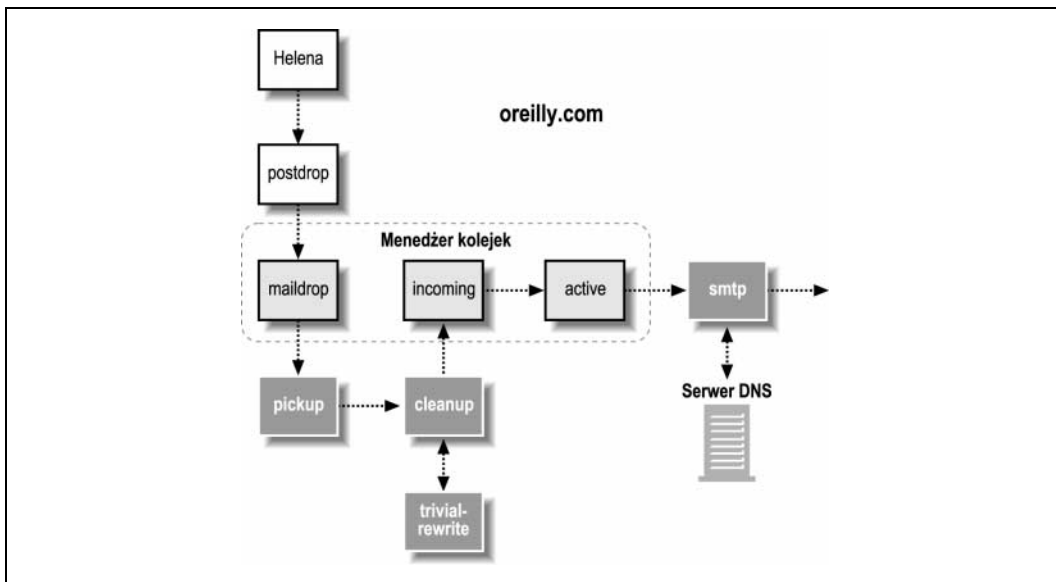 Helena
oreilly.com
postdrop
Menedżer kolejek
maildrop
incoming
active
smtp
pickup
cleanup
Serwer DNS
trivial-
rewrite